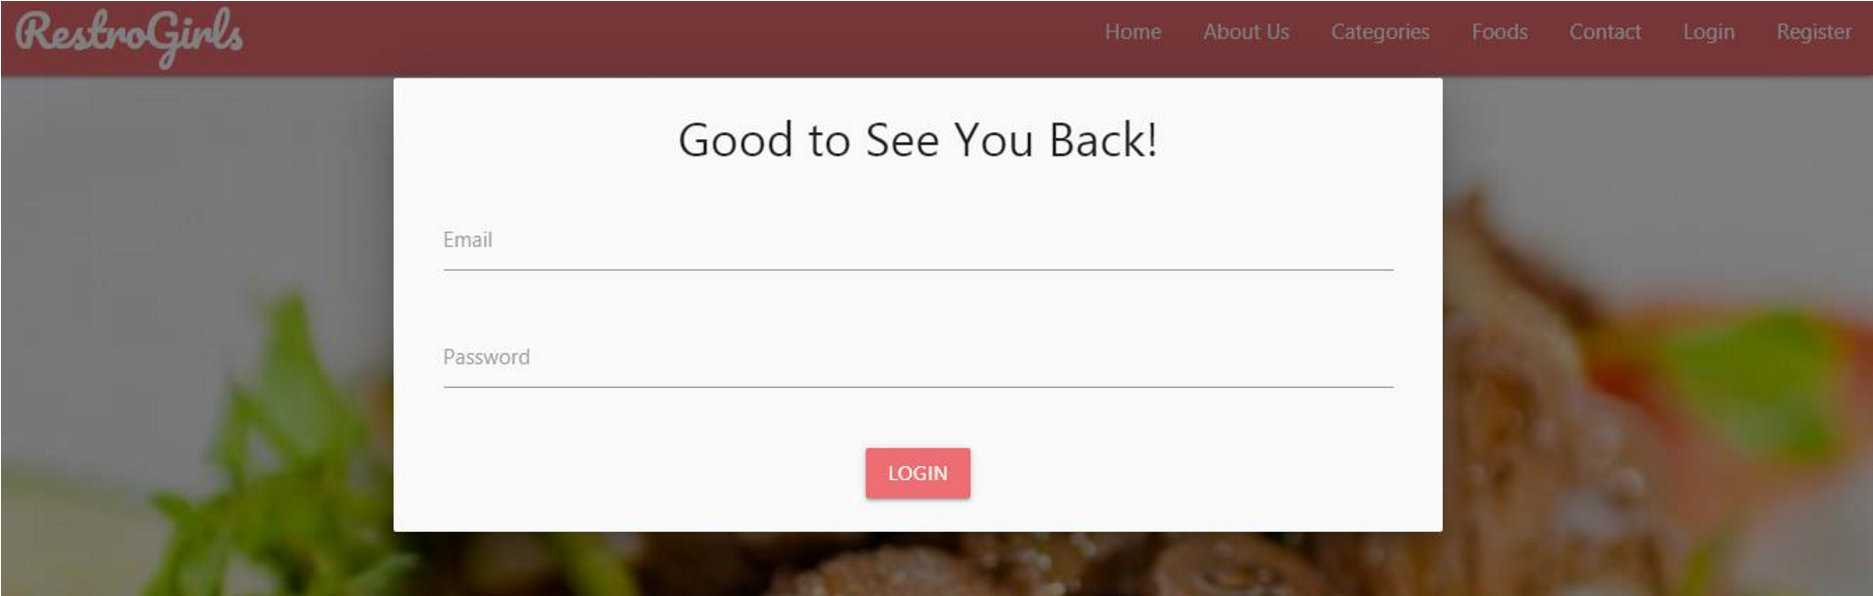 RestroGirls
Home About Us Categories Foods Contact Login Register
Good to See You Back!
Email
Password
LOGIN